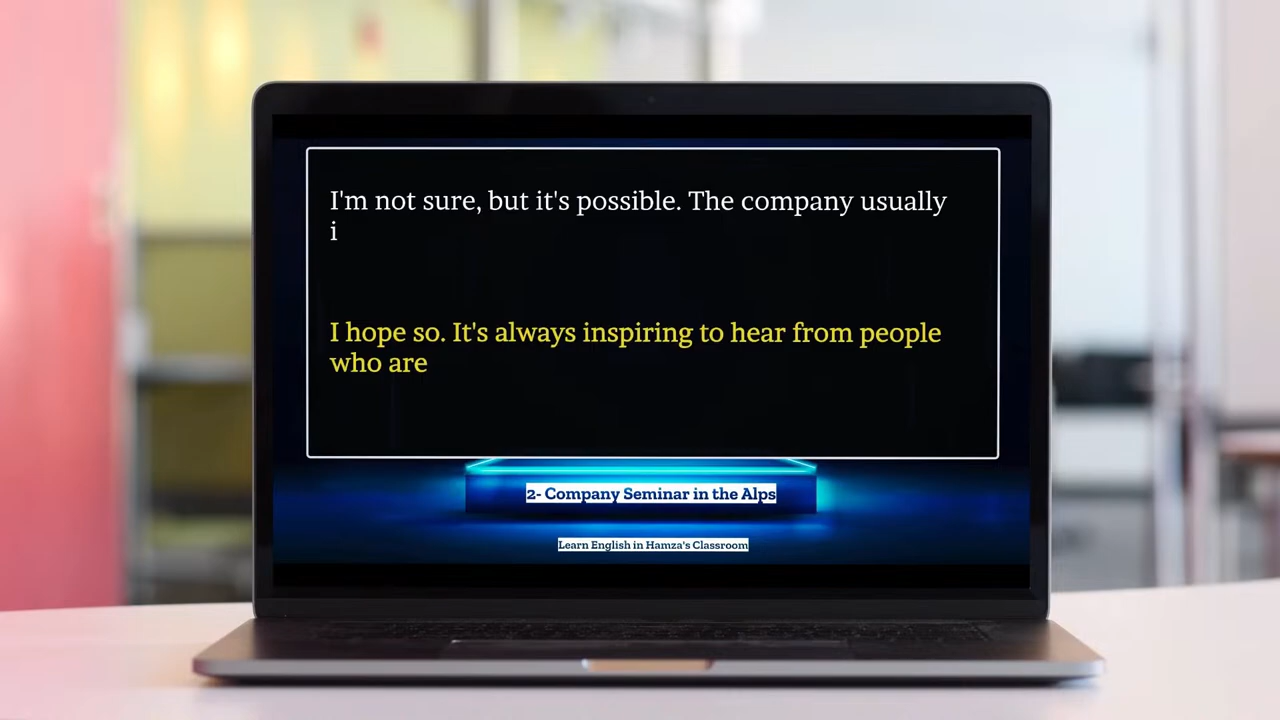 I'm not sure, but it's possible. The company usually
i
I hope so. It's always inspiring to hear from people
who are
2- Company Seminar in the Alps
Learn English in Hamza's Classroom